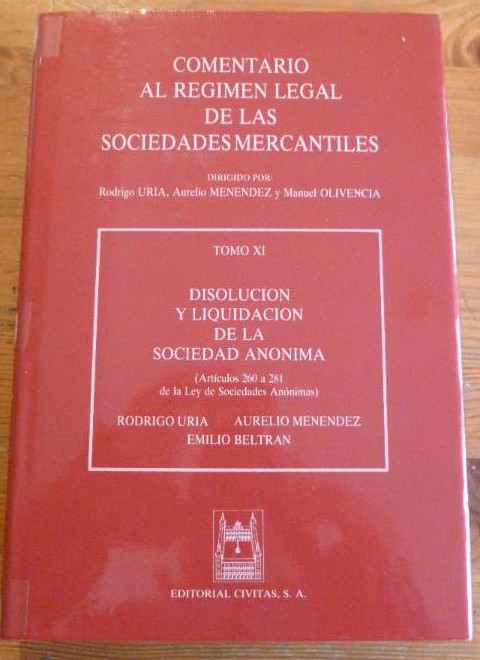 COMENTARIO
AL REGIMEN LEGAL
DE LAS
SOCIEDADES MERCANTILES
DIRIGIDO POR:
Rodrigo URIA, Aurelio MENENDEZ y Manuel OLIVENCIA
TOMO XI
DISOLUCION
Y LIQUIDACION
DE LA
SOCIEDAD ANONIMA
(Artículos 260 a 281
de la Ley de Sociedades Anónimas)
RODRIGO URIA AURELIO MENENDEZ
EMILIO BELTRAN
EDITORIAL CIVITAS, S. A.